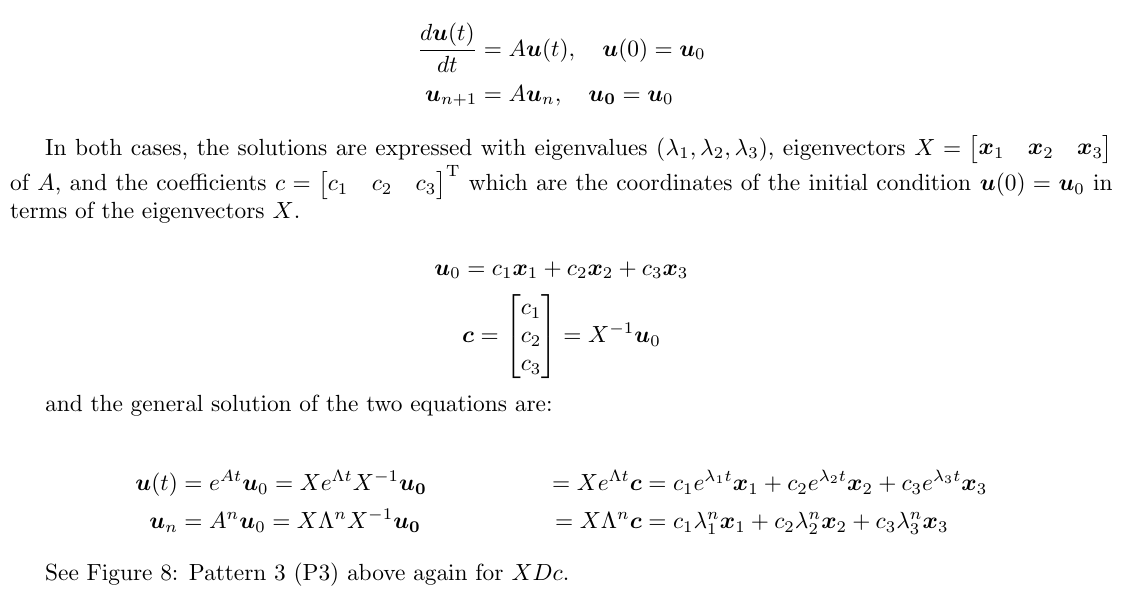 $$\frac{d\boldsymbol{u}(t)}{dt} = A\boldsymbol{u}(t), \quad \boldsymbol{u}(0) = \boldsymbol{u}_0$$
$$\boldsymbol{u}_{n+1} = A\boldsymbol{u}_n, \quad \boldsymbol{u_0} = \boldsymbol{u}_0$$
In both cases, the solutions are expressed with eigenvalues $(\lambda_1, \lambda_2, \lambda_3)$, eigenvectors $X = \begin{bmatrix} \boldsymbol{x}_1 & \boldsymbol{x}_2 & \boldsymbol{x}_3 \end{bmatrix}$
of $A$, and the coefficients $c = \begin{bmatrix} c_1 & c_2 & c_3 \end{bmatrix}^{\mathrm{T}}$ which are the coordinates of the initial condition $\boldsymbol{u}(0) = \boldsymbol{u}_0$ in
terms of the eigenvectors $X$.
$$\boldsymbol{u}_0 = c_1\boldsymbol{x}_1 + c_2\boldsymbol{x}_2 + c_3\boldsymbol{x}_3$$
$$\boldsymbol{c} = \begin{bmatrix} c_1 \\ c_2 \\ c_3 \end{bmatrix} = X^{-1}\boldsymbol{u}_0$$
and the general solution of the two equations are:
$$\boldsymbol{u}(t) = e^{At}\boldsymbol{u}_0 = Xe^{\Lambda t}X^{-1}\boldsymbol{u_0} \quad = Xe^{\Lambda t}\boldsymbol{c} = c_1e^{\lambda_1 t}\boldsymbol{x}_1 + c_2e^{\lambda_2 t}\boldsymbol{x}_2 + c_3e^{\lambda_3 t}\boldsymbol{x}_3$$
$$\boldsymbol{u}_n = A^n\boldsymbol{u}_0 = X\Lambda^nX^{-1}\boldsymbol{u_0} \quad = X\Lambda^n\boldsymbol{c} = c_1\lambda_1^n\boldsymbol{x}_1 + c_2\lambda_2^n\boldsymbol{x}_2 + c_3\lambda_3^n\boldsymbol{x}_3$$
See Figure 8: Pattern 3 (P3) above again for $XDc$.